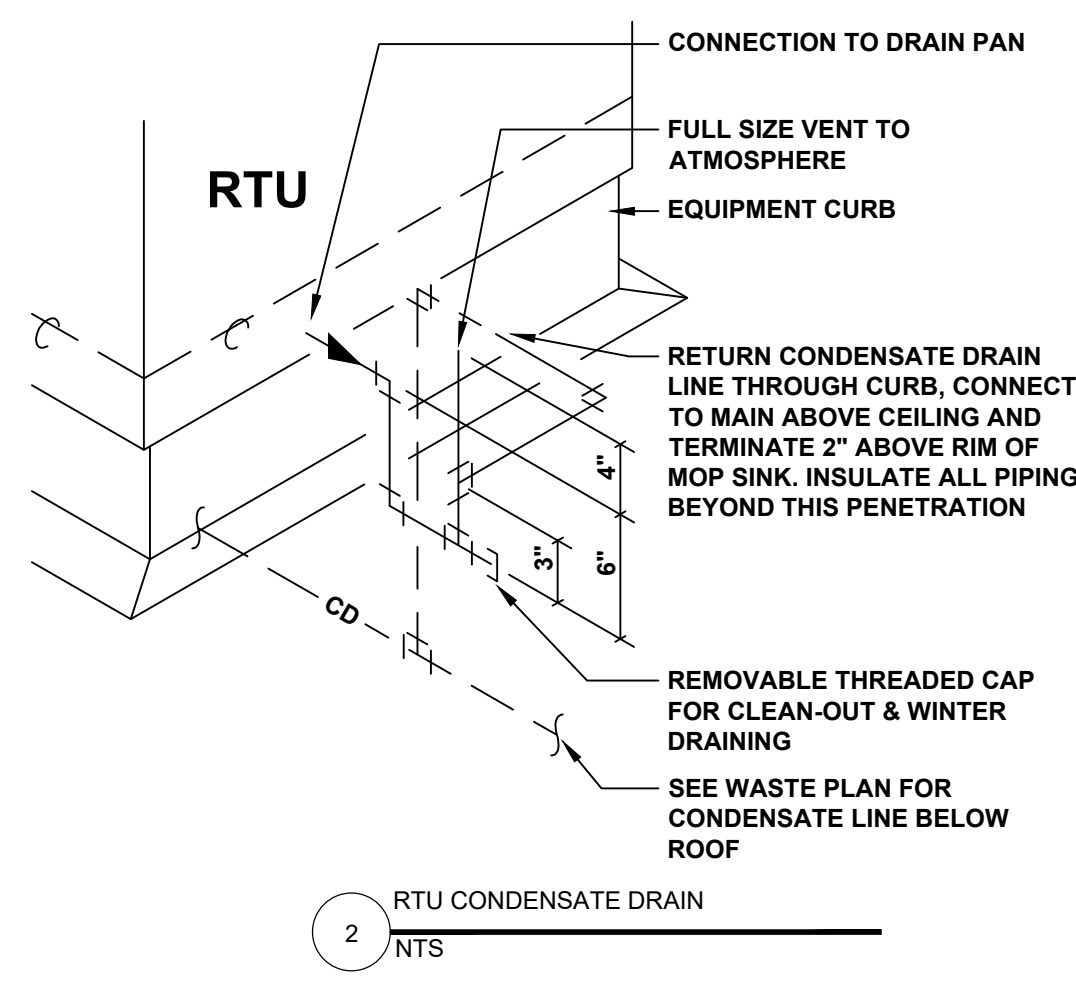 CONNECTION TO DRAIN PAN
FULL SIZE VENT TO
ATMOSPHERE
RTU
EQUIPMENT CURB
RETURN CONDENSATE DRAIN
LINE THROUGH CURB, CONNECT
TO MAIN ABOVE CEILING AND
TERMINATE 2" ABOVE RIM OF
MOP SINK. INSULATE ALL PIPING
BEYOND THIS PENETRATION
4"
3"
6"
CD
REMOVABLE THREADED CAP
FOR CLEAN-OUT & WINTER
DRAINING
SEE WASTE PLAN FOR
CONDENSATE LINE BELOW
ROOF
2
RTU CONDENSATE DRAIN
NTS